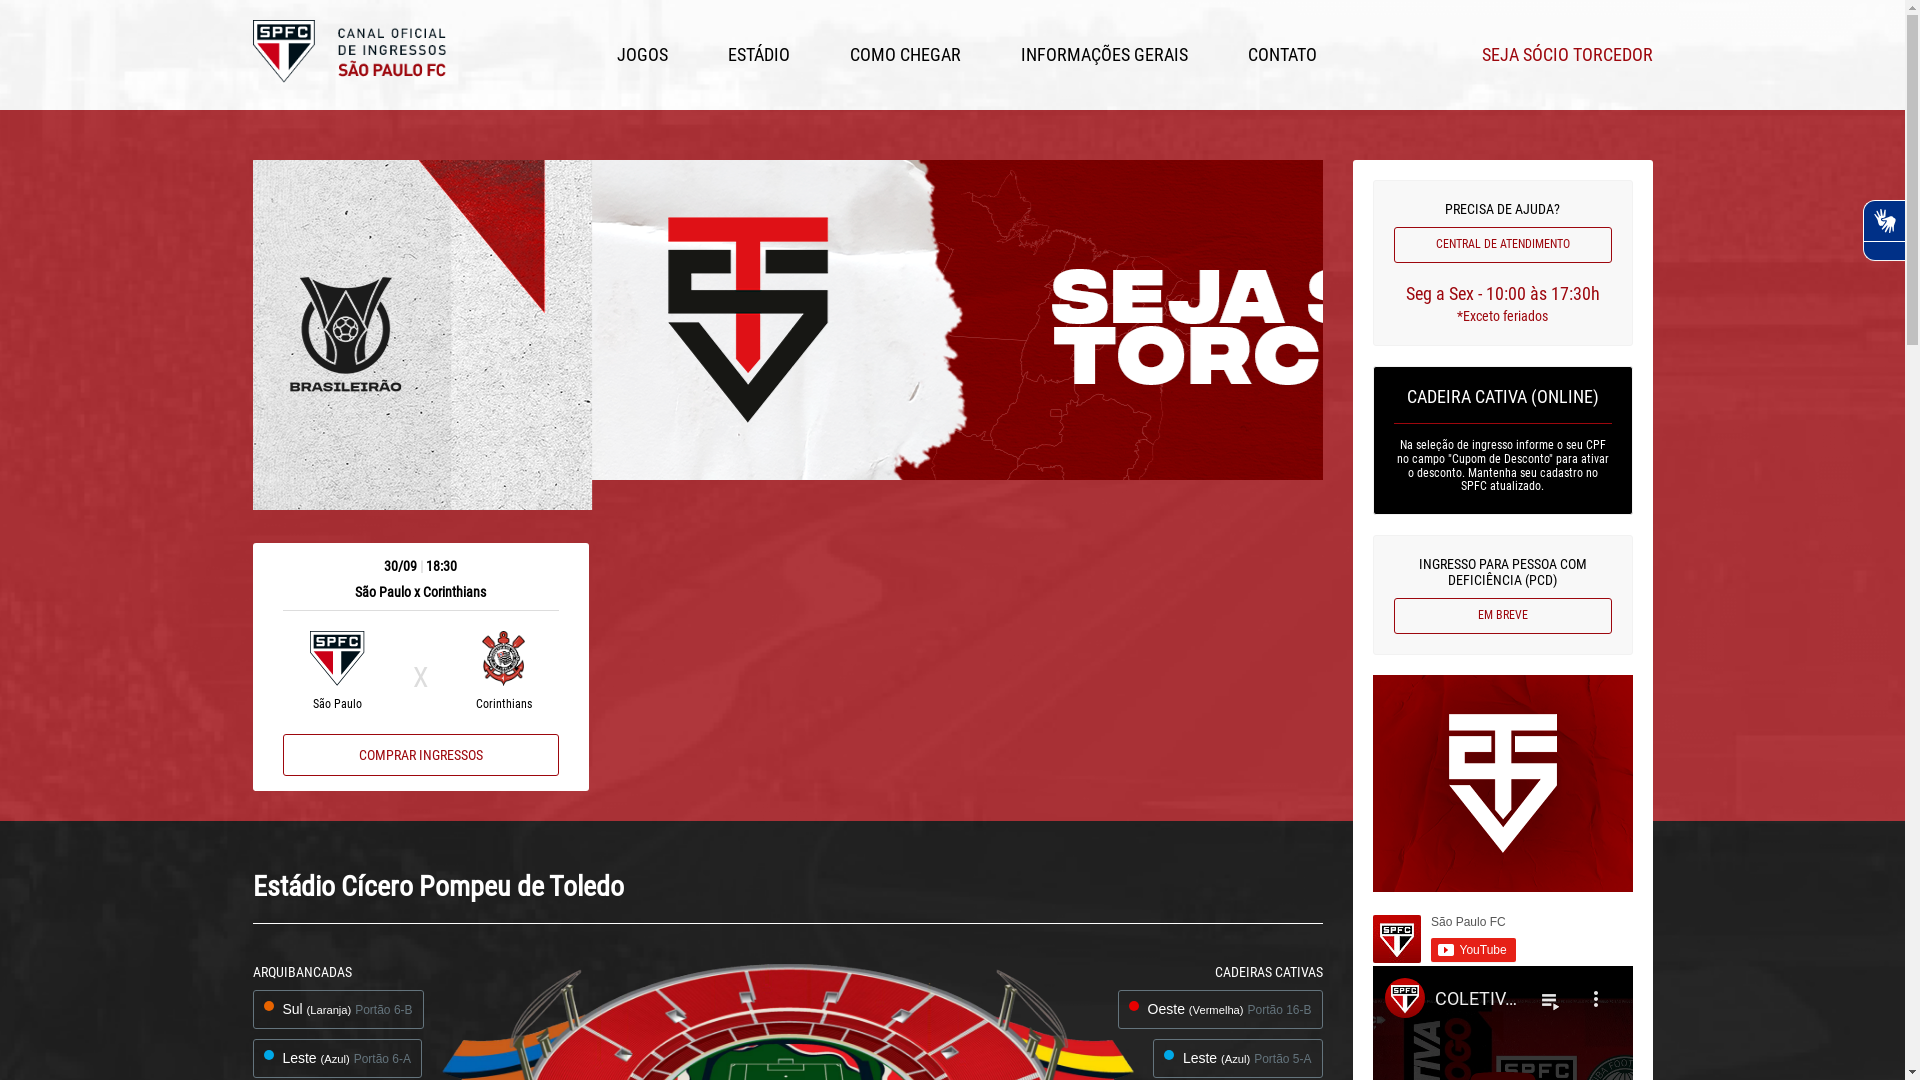 SPFC
CANAL OFICIAL
DE INGRESSOS
SÃO PAULO FC
JOGOS
ESTÁDIO
COMO CHEGAR
INFORMAÇÕES GERAIS
CONTATO
SEJA SÓCIO TORCEDOR
BRASILEIRÃO
SEJA S
TORC
30/09 | 18:30
São Paulo x Corinthians
SPFC
X
São Paulo
Corinthians
COMPRAR INGRESSOS
PRECISA DE AJUDA?
CENTRAL DE ATENDIMENTO
Seg a Sex - 10:00 às 17:30h
*Exceto feriados
CADEIRA CATIVA (ONLINE)
Na seleção de ingresso informe o seu CPF
no campo "Cupom de Desconto" para ativar
o desconto. Mantenha seu cadastro no
SPFC atualizado.
INGRESSO PARA PESSOA COM
DEFICIÊNCIA (PCD)
EM BREVE
SPFC
São Paulo FC
YouTube
SPFC
COLETIV...
SPFC
Estádio Cícero Pompeu de Toledo
ARQUIBANCADAS
Sul (Laranja) Portão 6-B
Leste (Azul) Portão 6-A
CADEIRAS CATIVAS
Oeste (Vermelha) Portão 16-B
Leste (Azul) Portão 5-A